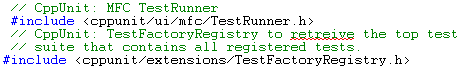 // CppUnit: MFC TestRunner
#include <cppunit/ui/mfc/TestRunner.h>
// CppUnit: TestFactoryRegistry to retreive the top test
// suite that contains all registered tests.
#include <cppunit/extensions/TestFactoryRegistry.h>